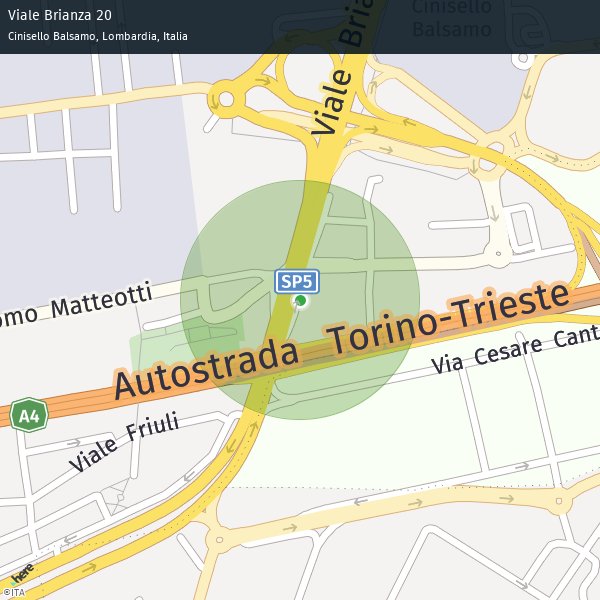 Viale Brianza 20
Cinisello Balsamo, Lombardia, Italia
Cinisello
Balsamo
Viale Bria
SP5
omo Matteotti
Autostrada Torino-Trieste
Via Cesare Cant
A4
Viale Friuli
here
©ITA